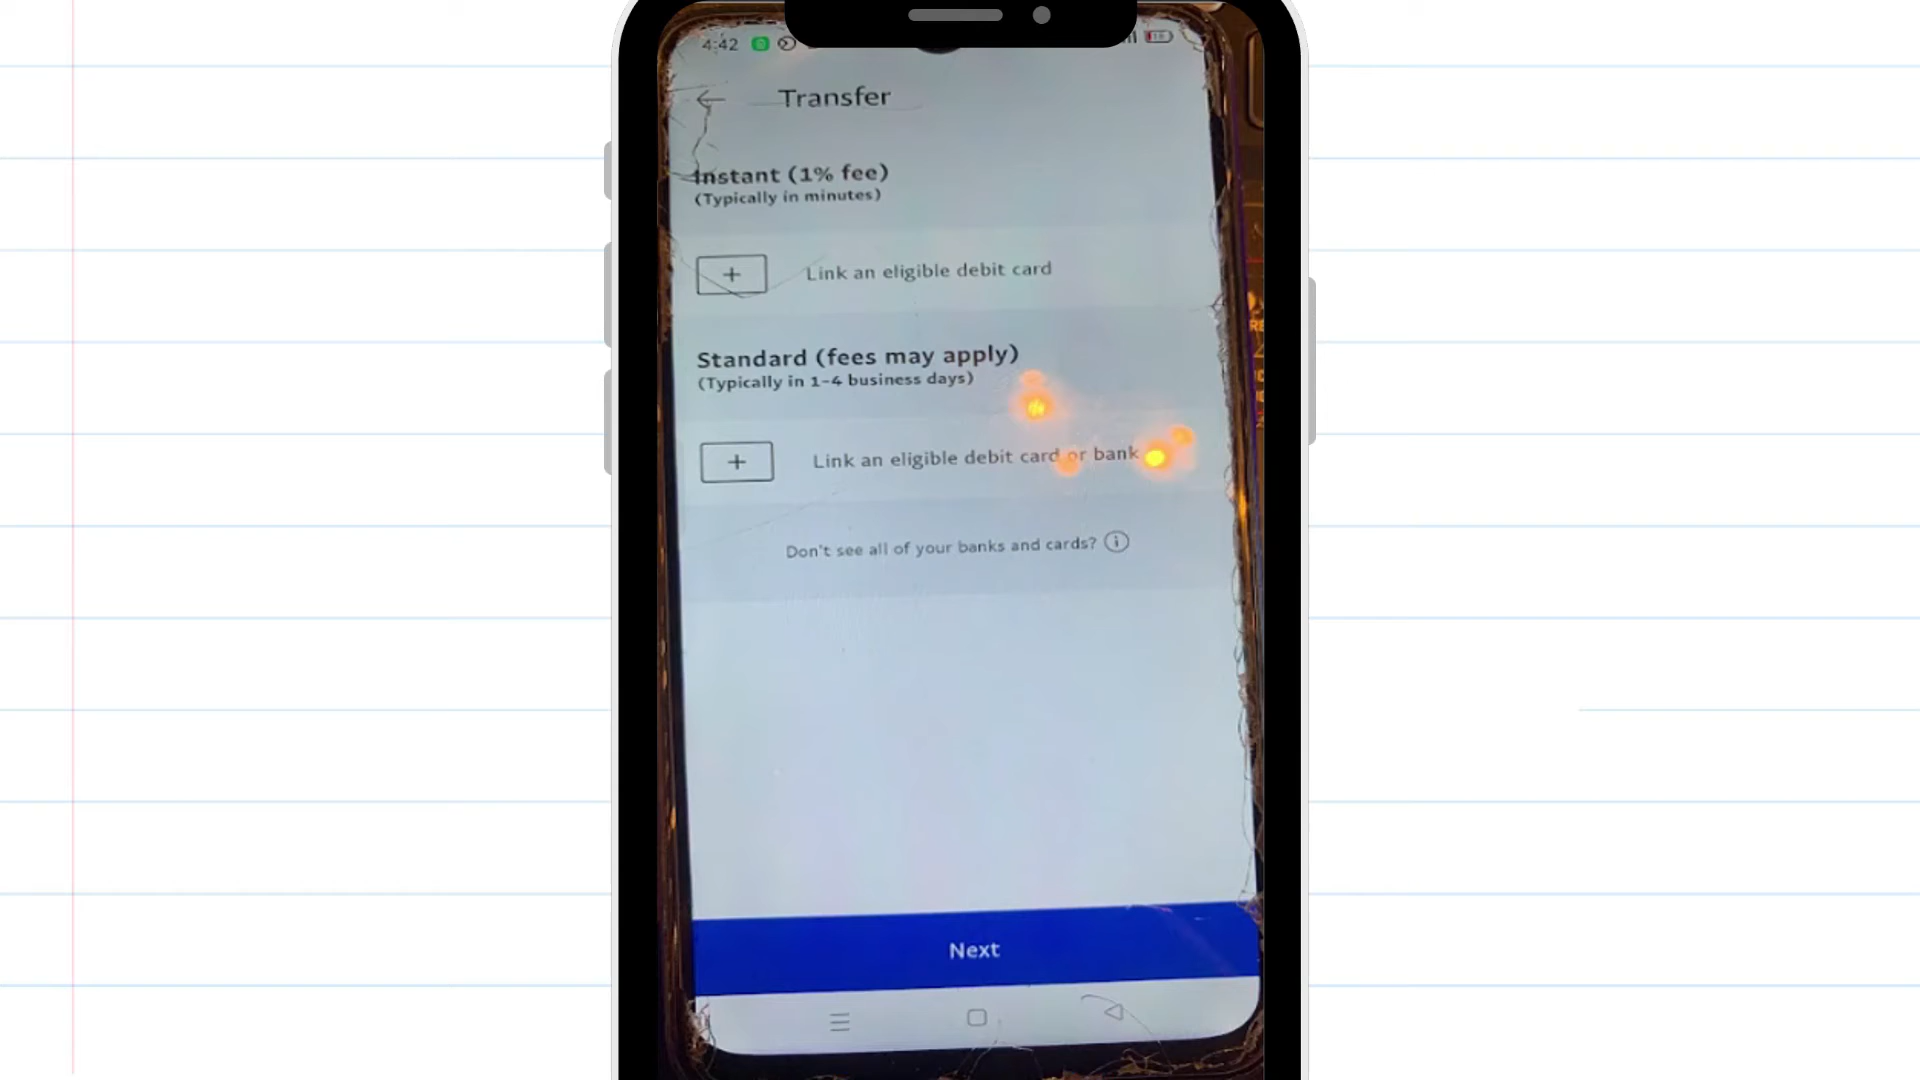 4:42
Transfer
Instant (1% fee)
(Typically in minutes)
Link an eligible debit card
Standard (fees may apply)
(Typically in 1-4 business days)
Link an eligible debit card or bank
Don't see all of your banks and cards?
Next